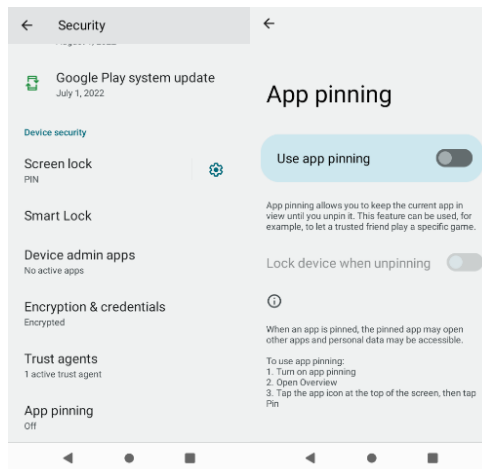 Security
Google Play system update
July 1, 2022
Device security
Screen lock
PIN
Smart Lock
Device admin apps
No active apps
Encryption & credentials
Encrypted
Trust agents
1 active trust agent
App pinning
Off
App pinning
Use app pinning
App pinning allows you to keep the current app in
view until you unpin it. This feature can be used, for
example, to let a trusted friend play a specific game.
Lock device when unpinning
When an app is pinned, the pinned app may open
other apps and personal data may be accessible.
To use app pinning:
1. Turn on app pinning
2. Open Overview
3. Tap the app icon at the top of the screen, then tap
Pin